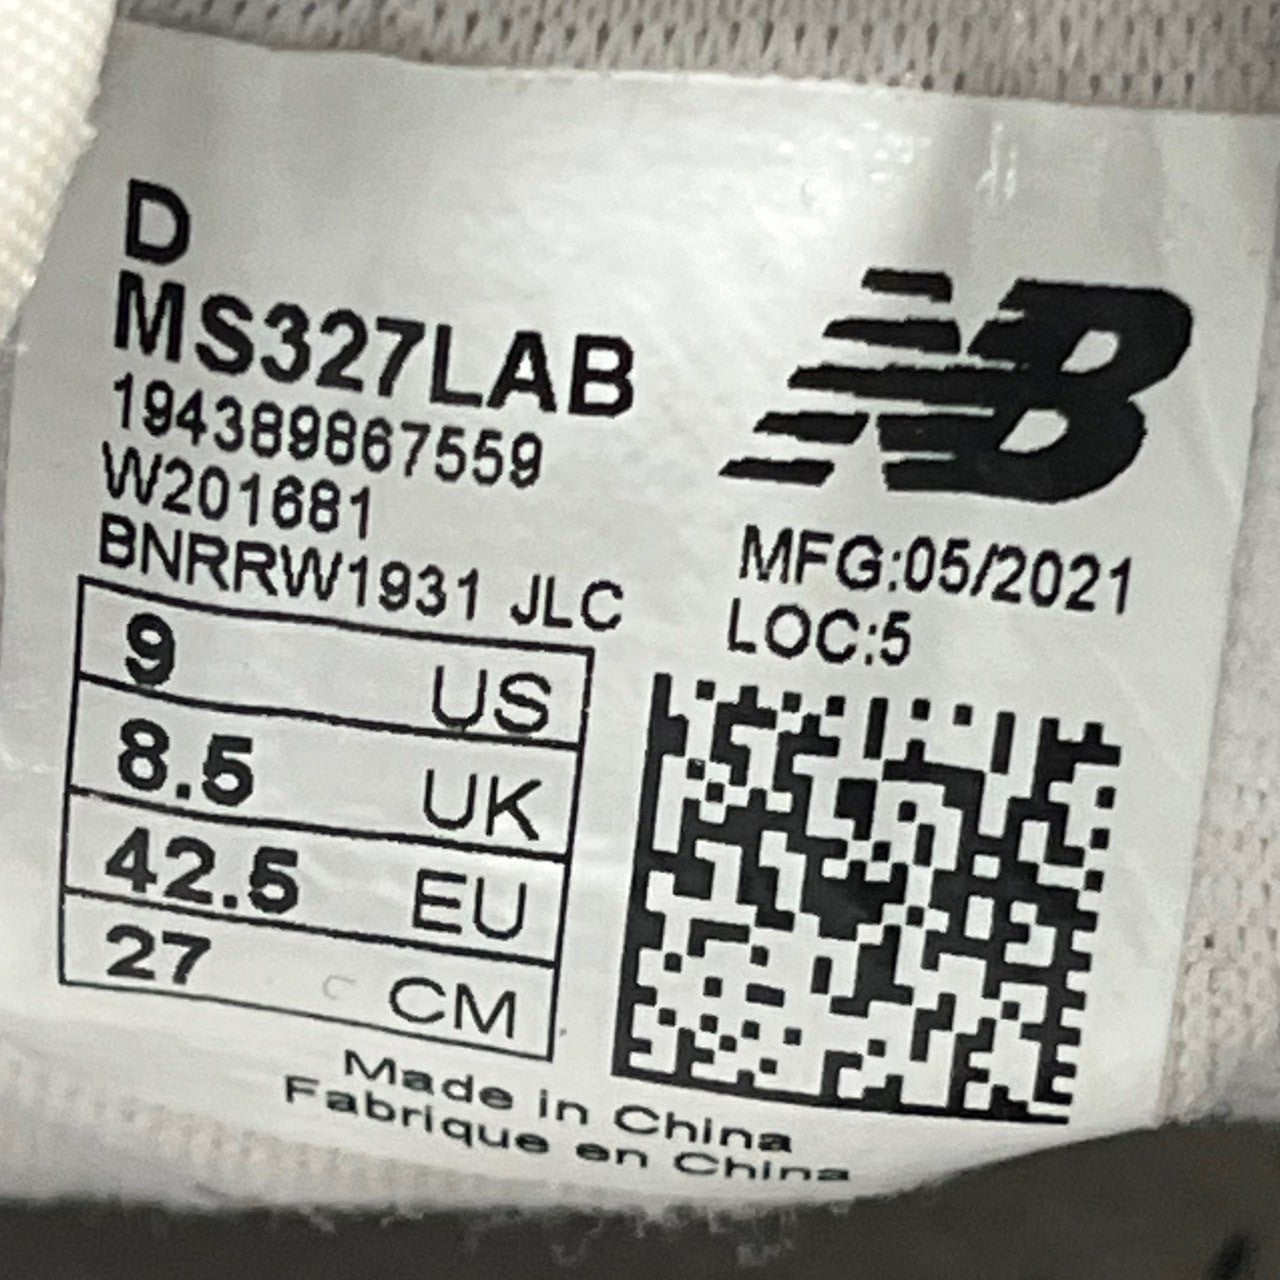 D
MS327LAB
194389867559
W201681
BNRRW1931 JLC
NB
MFG:05/2021
LOC:5
9 US
8.5 UK
42.5 EU
27 CM
Made in China
Fabrique en China